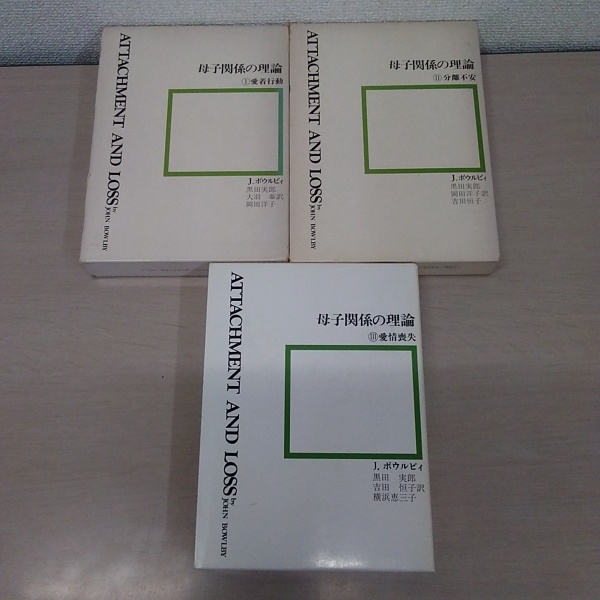 ATTACHMENT AND LOSS by JOHN BOWLBY
母子関係の理論
Ⅰ愛着行動
J.ボウルビィ
黒田実郎
大羽 蓁訳
岡田洋子
ATTACHMENT AND LOSS by JOHN BOWLBY
母子関係の理論
Ⅱ分離不安
J.ボウルビィ
黒田実郎
岡田洋子訳
吉田恒子
ATTACHMENT AND LOSS by JOHN BOWLBY
母子関係の理論
Ⅲ愛情喪失
J.ボウルビィ
黒田 実郎
吉田 恒子訳
横浜恵三子